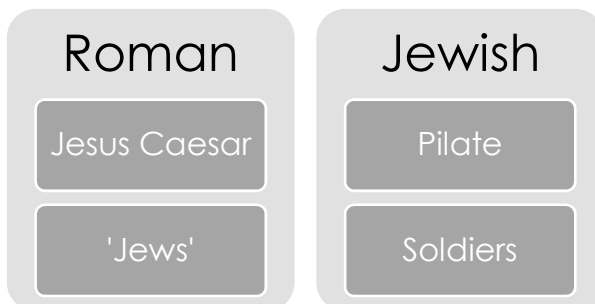 Roman
Jesus Caesar
'Jews'
Jewish
Pilate
Soldiers